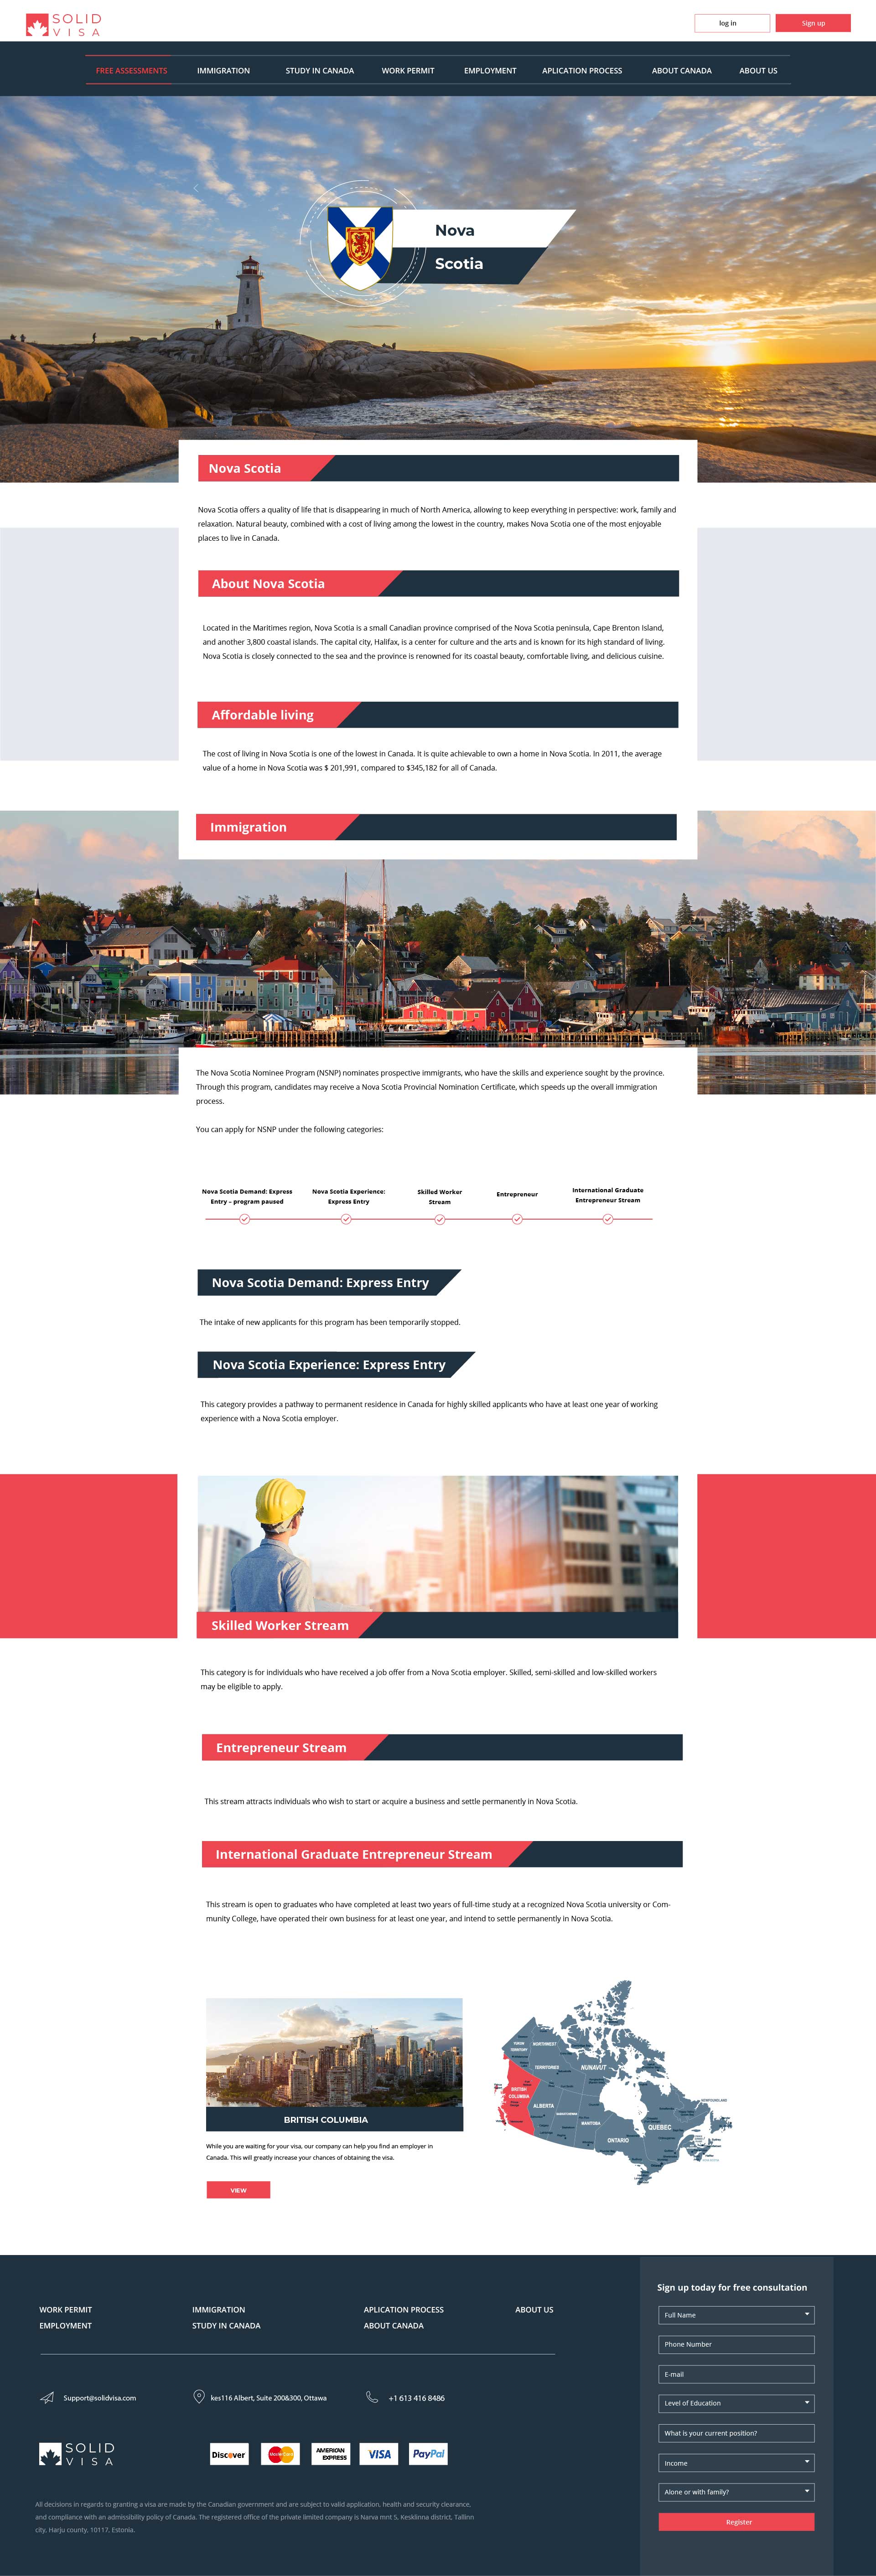 SOLID
VISA
log in
Sign up
FREE ASSESSMENTS IMMIGRATION STUDY IN CANADA WORK PERMIT EMPLOYMENT APLICATION PROCESS ABOUT CANADA ABOUT US
Nova
Scotia
Nova Scotia
Nova Scotia offers a quality of life that is disappearing in much of North America, allowing to keep everything in perspective: work, family and
relaxation. Natural beauty, combined with a cost of living among the lowest in the country, makes Nova Scotia one of the most enjoyable
places to live in Canada.
About Nova Scotia
Located in the Maritimes region, Nova Scotia is a small Canadian province comprised of the Nova Scotia peninsula, Cape Brenton Island,
and another 3,800 coastal islands. The capital city, Halifax, is a center for culture and the arts and is known for its high standard of living.
Nova Scotia is closely connected to the sea and the province is renowned for its coastal beauty, comfortable living, and delicious cuisine.
Affordable living
The cost of living in Nova Scotia is one of the lowest in Canada. It is quite achievable to own a home in Nova Scotia. In 2011, the average
value of a home in Nova Scotia was $ 201,991, compared to $345,182 for all of Canada.
Immigration
The Nova Scotia Nominee Program (NSNP) nominates prospective immigrants, who have the skills and experience sought by the province.
Through this program, candidates may receive a Nova Scotia Provincial Nomination Certificate, which speeds up the overall immigration
process.
You can apply for NSNP under the following categories:
Nova Scotia Demand: Express
Entry – program paused
Nova Scotia Experience:
Express Entry
Skilled Worker
Stream
Entrepreneur
International Graduate
Entrepreneur Stream
Nova Scotia Demand: Express Entry
The intake of new applicants for this program has been temporarily stopped.
Nova Scotia Experience: Express Entry
This category provides a pathway to permanent residence in Canada for highly skilled applicants who have at least one year of working
experience with a Nova Scotia employer.
Skilled Worker Stream
This category is for individuals who have received a job offer from a Nova Scotia employer. Skilled, semi-skilled and low-skilled workers
may be eligible to apply.
Entrepreneur Stream
This stream attracts individuals who wish to start or acquire a business and settle permanently in Nova Scotia.
International Graduate Entrepreneur Stream
This stream is open to graduates who have completed at least two years of full-time study at a recognized Nova Scotia university or Com-
munity College, have operated their own business for at least one year, and intend to settle permanently in Nova Scotia.
BRITISH COLUMBIA
While you are waiting for your visa, our company can help you find an employer in
Canada. This will greatly increase your chances of obtaining the visa.
VIEW
YUKON
TERRITORY
NORTHWEST
TERRITORIES
NUNAVUT
BRITISH
COLUMBIA
ALBERTA
MANITOBA
ONTARIO
QUEBEC
WORK PERMIT
EMPLOYMENT
IMMIGRATION
STUDY IN CANADA
APLICATION PROCESS
ABOUT CANADA
ABOUT US
Support@solidvisa.com
kes116 Albert, Suite 200&300, Ottawa
+1 613 416 8486
SOLID
VISA
Discover
MasterCard
AMERICAN
EXPRESS
VISA
PayPal
All decisions in regards to granting a visa are made by the Canadian government and are subject to valid application, health and security clearance,
and compliance with an admissibility policy of Canada. The registered office of the private limited company is Narva mnt 5, Kesklinna district, Tallinn
city, Harju county, 10117, Estonia.
Sign up today for free consultation
Full Name
Phone Number
E-mail
Level of Education
What is your current position?
Income
Alone or with family?
Register